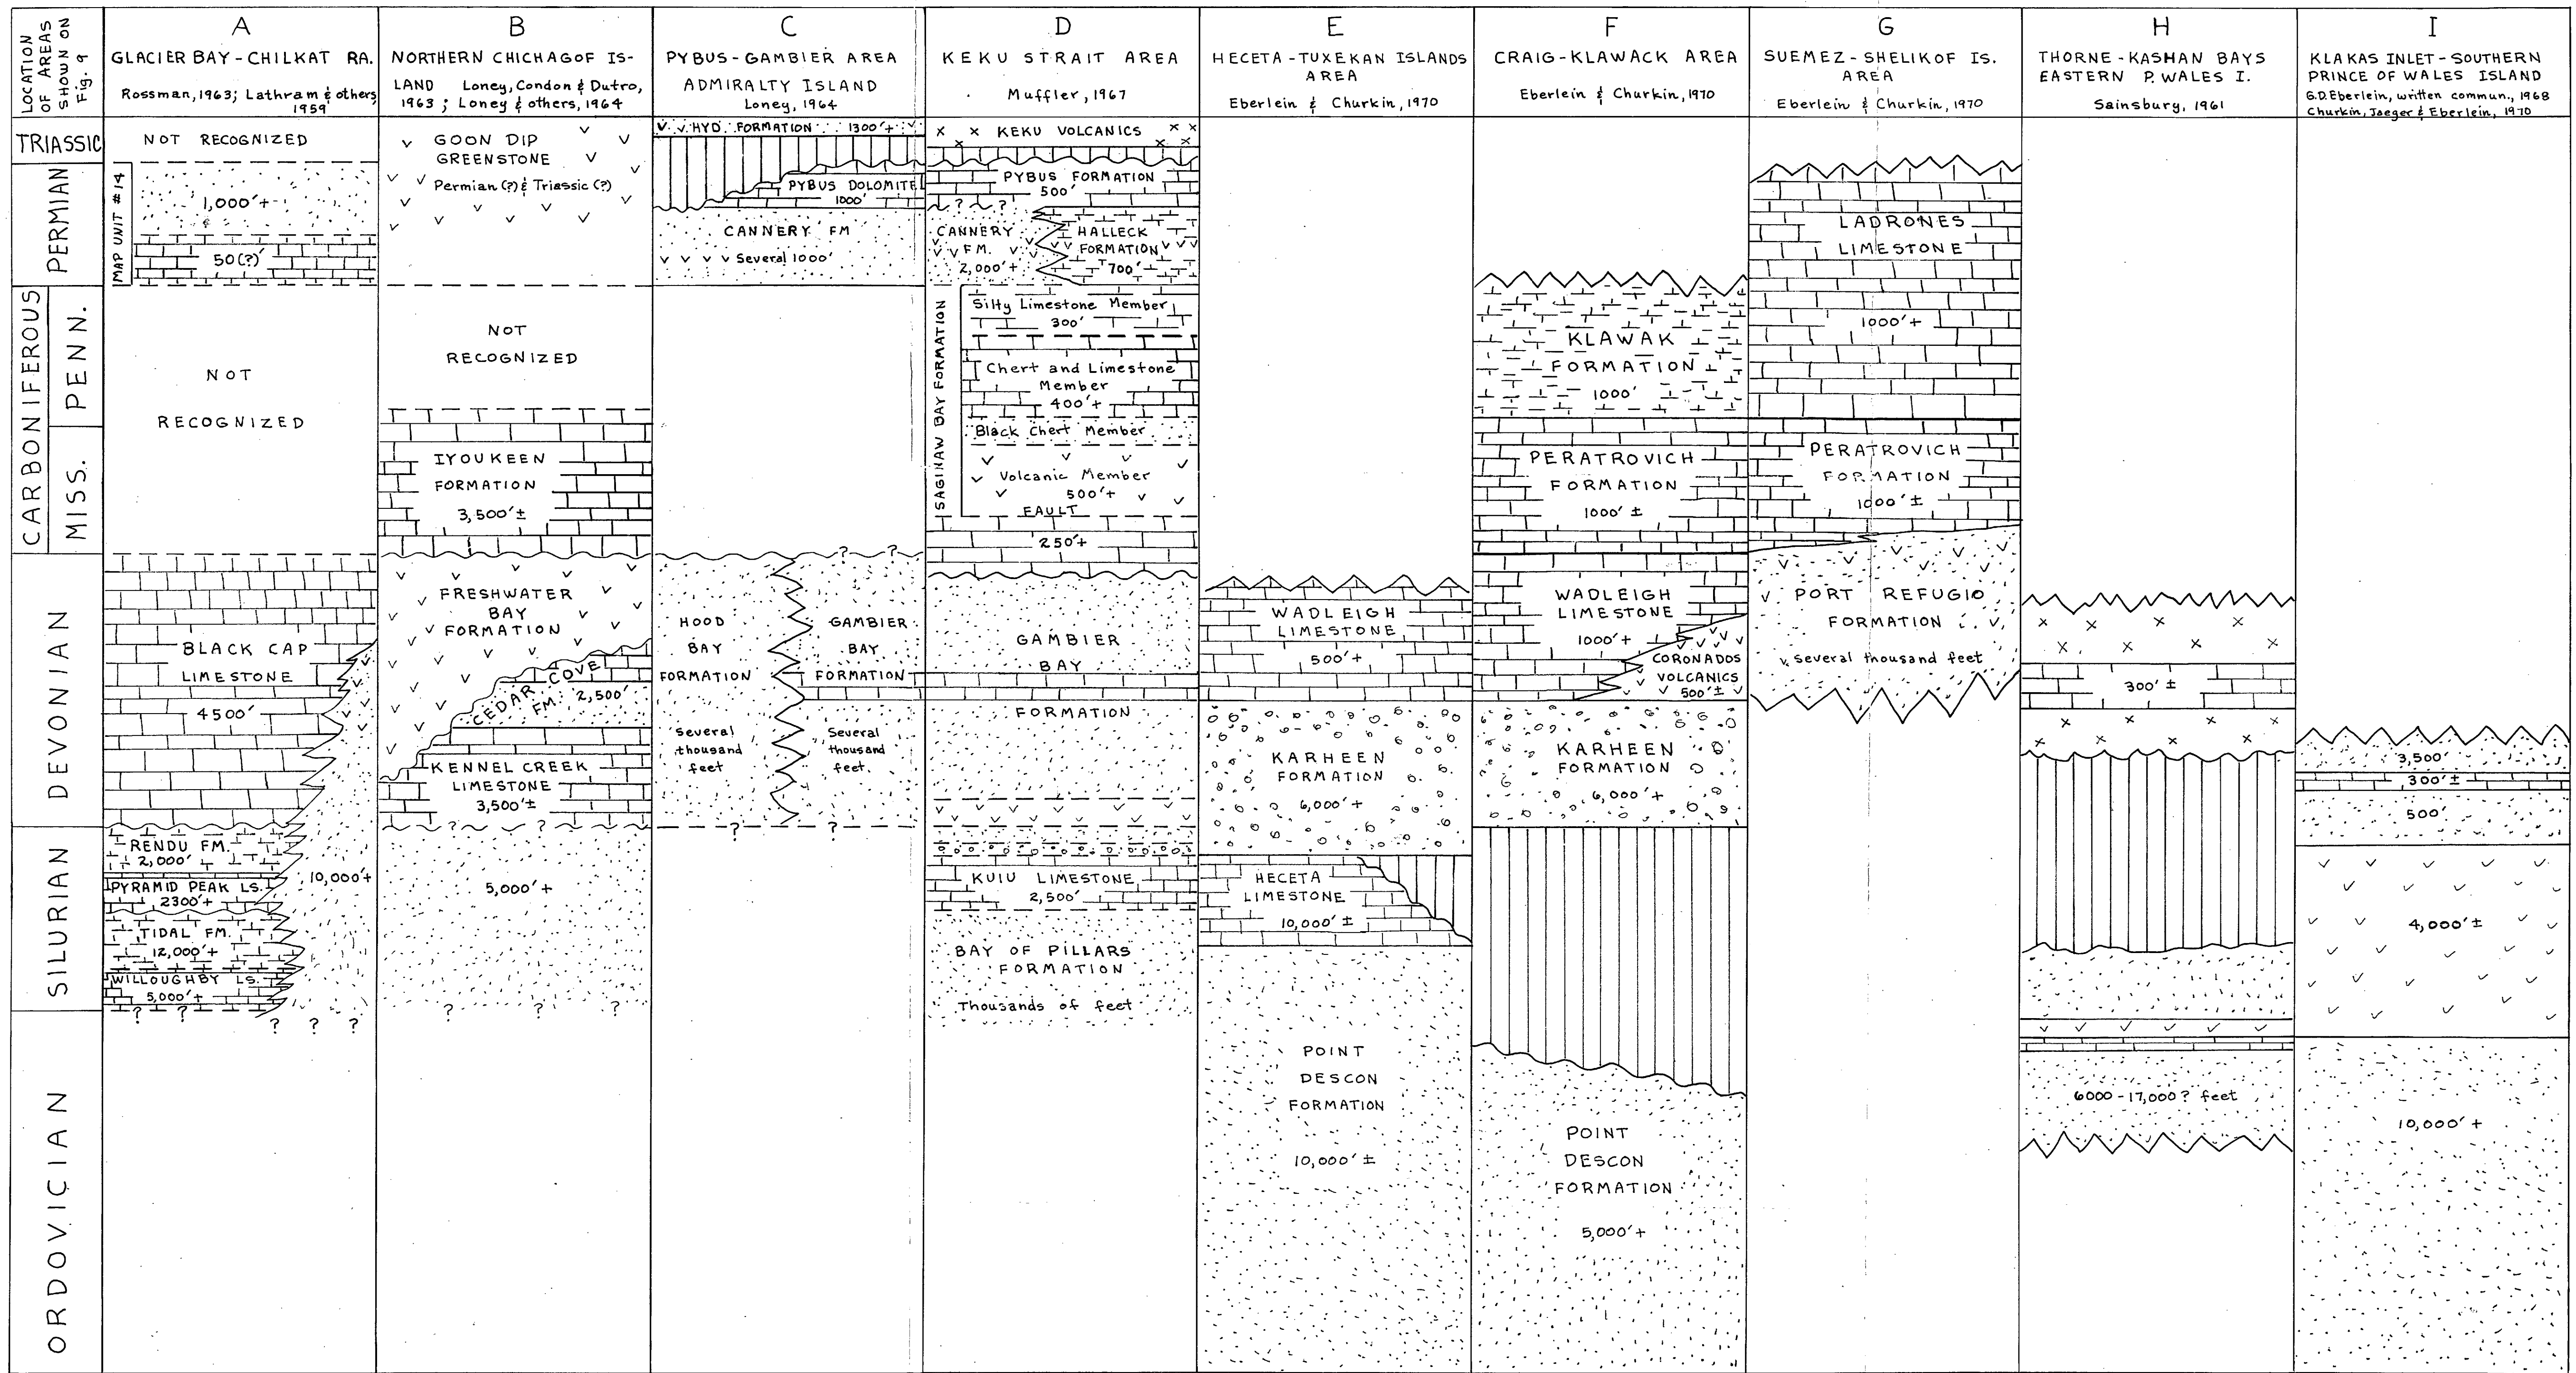 LOCATION
OF AREAS
SHOWN ON
Fig. 9
A
GLACIER BAY-CHILKAT RA.
Rossman, 1963; Lathram & others
1959
B
NORTHERN CHICHAGOF IS-
LAND Loney, Condon & Dutro,
1963; Loney & others, 1964
C
PYBUS-GAMBIER AREA
ADMIRALTY ISLAND
Loney, 1964
D
KEKU STRAIT AREA
Muffler, 1967
E
HECETA-TUXEKAN ISLANDS
AREA
Eberlein & Churkin, 1970
F
CRAIG-KLAWACK AREA
Eberlein & Churkin, 1970
G
SUEMEZ-SHELIKOF IS.
AREA
Eberlein & Churkin, 1970
H
THORNE-KASHAN BAYS
EASTERN P. WALES I.
Sainsbury, 1961
I
KLAKAS INLET-SOUTHERN
PRINCE OF WALES ISLAND
G.D. Eberlein, written commun., 1968
Churkin, Jaeger & Eberlein, 1970
TRIASSIC
PERMIAN
CARBONIFEROUS
PENN.
MISS.
DEVONIAN
SILURIAN
ORDOVICIAN
NOT RECOGNIZED
MAP UNIT #14
1,000'+
50(?)'
NOT
RECOGNIZED
BLACK CAP
LIMESTONE
4500'
RENDU FM.
2,000'
PYRAMID PEAK LS.
2300'+
TIDAL FM.
12,000'+
WILLOUGHBY LS.
5,000'+
10,000'+
? ? ? ? ?
GOON DIP
GREENSTONE
Permian (?) & Triassic (?)
NOT
RECOGNIZED
IYOUKEEN
FORMATION
3,500'±
FRESHWATER
BAY
FORMATION
CEDAR COVE
FM. 2,500'
KENNEL CREEK
LIMESTONE
3,500'±
? ?
5,000'+
? ? ?
HYD FORMATION 1300'+
PYBUS DOLOMITE
1000'
CANNERY FM
Several 1000'
? ?
HOOD
BAY
FORMATION
Several
thousand
feet
GAMBIER
BAY
FORMATION
Several
thousand
feet.
? ?
KEKU VOLCANICS
PYBUS FORMATION
500'
? ?
CANNERY
FM.
2,000'+
HALLECK
FORMATION
700'
SAGINAW BAY FORMATION
Silty Limestone Member
300'
Chert and Limestone
Member
400'+
Black Chert Member
Volcanic Member
500'+
FAULT
250'+
GAMBIER
BAY
FORMATION
KUIU LIMESTONE
2,500'
BAY OF PILLARS
FORMATION
Thousands of feet
WADLEIGH
LIMESTONE
500'+
KARHEEN
FORMATION
6,000'+
HECETA
LIMESTONE
10,000'±
POINT
DESCON
FORMATION
10,000'±
KLAWAK
FORMATION
1000'
PERATROVICH
FORMATION
1000'±
WADLEIGH
LIMESTONE
1000'+
CORONADOS
VOLCANICS
500'±
KARHEEN
FORMATION
6,000'+
POINT
DESCON
FORMATION
5,000'+
LADRONES
LIMESTONE
1000'+
PERATROVICH
FORMATION
1000'±
PORT REFUGIO
FORMATION
Several thousand feet
300'±
6000-17,000? feet
3,500'
300'±
500'
4,000'±
10,000'+